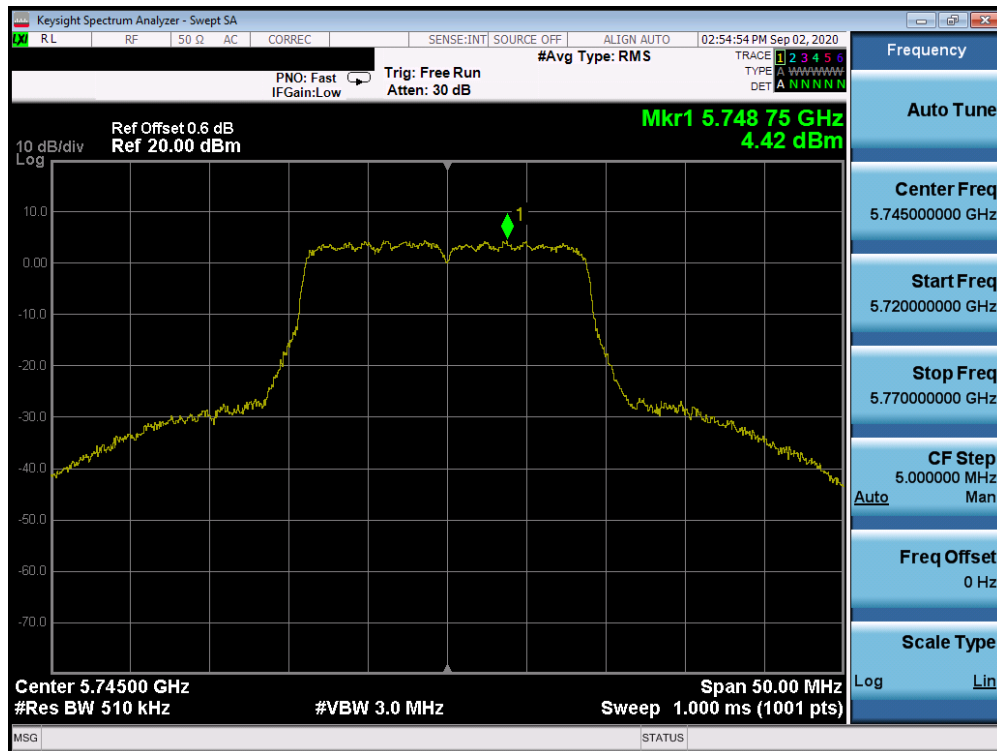 Keysight Spectrum Analyzer - Swept SA
LXI RL RF 50 Ω AC CORREC SENSE:INT SOURCE OFF ALIGN AUTO 02:54:54 PM Sep 02, 2020
#Avg Type: RMS
TRACE 1 2 3 4 5 6
PNO: Fast Trig: Free Run
TYPE A WWWWW
IFGain:Low Atten: 30 dB
DET A N N N N N
Mkr1 5.748 75 GHz
4.42 dBm
Ref Offset 0.6 dB
10 dB/div Ref 20.00 dBm
Log
1
10.0
0.00
-10.0
-20.0
-30.0
-40.0
-50.0
-60.0
-70.0
Center 5.74500 GHz Span 50.00 MHz
#Res BW 510 kHz #VBW 3.0 MHz Sweep 1.000 ms (1001 pts)
MSG STATUS
Frequency
Auto Tune
Center Freq
5.745000000 GHz
Start Freq
5.720000000 GHz
Stop Freq
5.770000000 GHz
CF Step
5.000000 MHz
Auto Man
Freq Offset
0 Hz
Scale Type
Log Lin